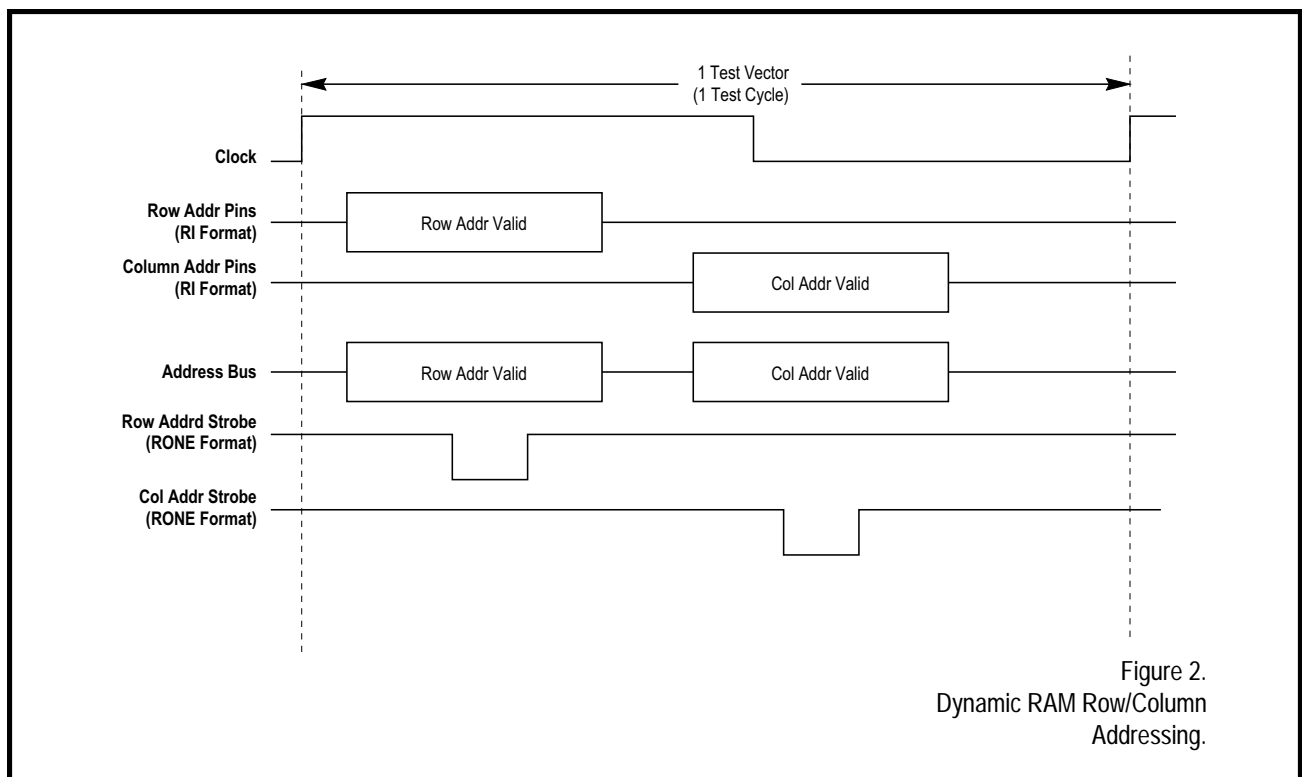 1 Test Vector
(1 Test Cycle)
Clock
Row Addr Pins
(RI Format)
Row Addr Valid
Column Addr Pins
(RI Format)
Col Addr Valid
Address Bus
Row Addr Valid
Col Addr Valid
Row Addrd Strobe
(RONE Format)
Col Addr Strobe
(RONE Format)
Figure 2.
Dynamic RAM Row/Column
Addressing.